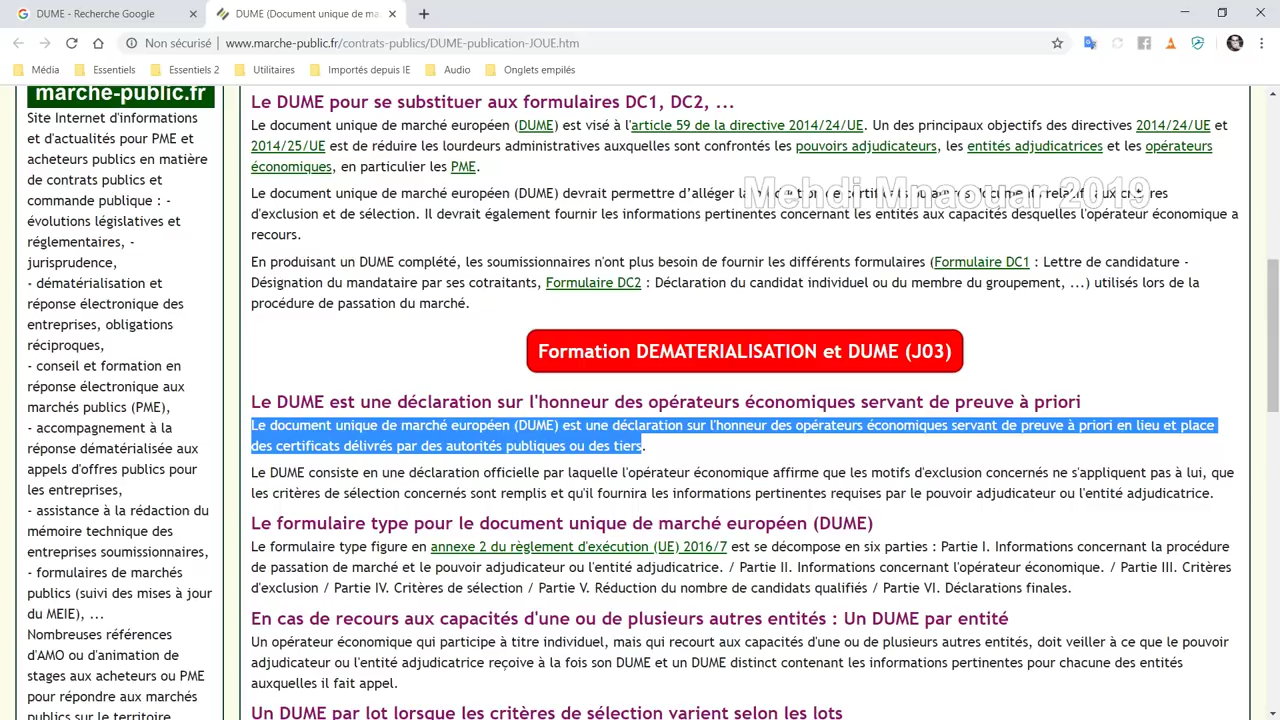 DUME - Recherche Google
DUME (Document unique de ma
Non sécurisé | www.marche-public.fr/contrats-publics/DUME-publication-JOUE.htm
Média Essentiels Essentiels 2 Utilitaires Importés depuis IE Audio Onglets empilés
marche-public.fr
Site Internet d'informations
et d'actualités pour PME et
acheteurs publics en matière
de contrats publics et
commande publique : -
évolutions législatives et
réglementaires, -
jurisprudence,
- dématérialisation et
réponse électronique des
entreprises, obligations
réciproques,
- conseil et formation en
réponse électronique aux
marchés publics (PME),
- accompagnement à la
réponse dématérialisée aux
appels d'offres publics pour
les entreprises,
- assistance à la rédaction du
mémoire technique des
entreprises soumissionnaires,
- formulaires de marchés
publics (suivi des mises à jour
du MEIE), ...
Nombreuses références
d'AMO ou d'animation de
stages aux acheteurs ou PME
pour répondre aux marchés
publics sur le territoire
Le DUME pour se substituer aux formulaires DC1, DC2, ...
Le document unique de marché européen (DUME) est visé à l'article 59 de la directive 2014/24/UE. Un des principaux objectifs des directives 2014/24/UE et
2014/25/UE est de réduire les lourdeurs administratives auxquelles sont confrontés les pouvoirs adjudicateurs, les entités adjudicatrices et les opérateurs
économiques, en particulier les PME.
Mehdi Mnaouar 2019
Le document unique de marché européen (DUME) devrait permettre d’alléger la production de certificats ou autres documents relatifs aux critères
d'exclusion et de sélection. Il devrait également fournir les informations pertinentes concernant les entités aux capacités desquelles l'opérateur économique a
recours.
En produisant un DUME complété, les soumissionnaires n'ont plus besoin de fournir les différents formulaires (Formulaire DC1 : Lettre de candidature -
Désignation du mandataire par ses cotraitants, Formulaire DC2 : Déclaration du candidat individuel ou du membre du groupement, ...) utilisés lors de la
procédure de passation du marché.
Formation DEMATERIALISATION et DUME (J03)
Le DUME est une déclaration sur l'honneur des opérateurs économiques servant de preuve à priori
Le document unique de marché européen (DUME) est une déclaration sur l'honneur des opérateurs économiques servant de preuve à priori en lieu et place
des certificats délivrés par des autorités publiques ou des tiers.
Le DUME consiste en une déclaration officielle par laquelle l'opérateur économique affirme que les motifs d'exclusion concernés ne s'appliquent pas à lui, que
les critères de sélection concernés sont remplis et qu'il fournira les informations pertinentes requises par le pouvoir adjudicateur ou l'entité adjudicatrice.
Le formulaire type pour le document unique de marché européen (DUME)
Le formulaire type figure en annexe 2 du règlement d'exécution (UE) 2016/7 est se décompose en six parties : Partie I. Informations concernant la procédure
de passation de marché et le pouvoir adjudicateur ou l'entité adjudicatrice. / Partie II. Informations concernant l'opérateur économique. / Partie III. Critères
d'exclusion / Partie IV. Critères de sélection / Partie V. Réduction du nombre de candidats qualifiés / Partie VI. Déclarations finales.
En cas de recours aux capacités d'une ou de plusieurs autres entités : Un DUME par entité
Un opérateur économique qui participe à titre individuel, mais qui recourt aux capacités d'une ou de plusieurs autres entités, doit veiller à ce que le pouvoir
adjudicateur ou l'entité adjudicatrice reçoive à la fois son DUME et un DUME distinct contenant les informations pertinentes pour chacune des entités
auxquelles il fait appel.
Un DUME par lot lorsque les critères de sélection varient selon les lots